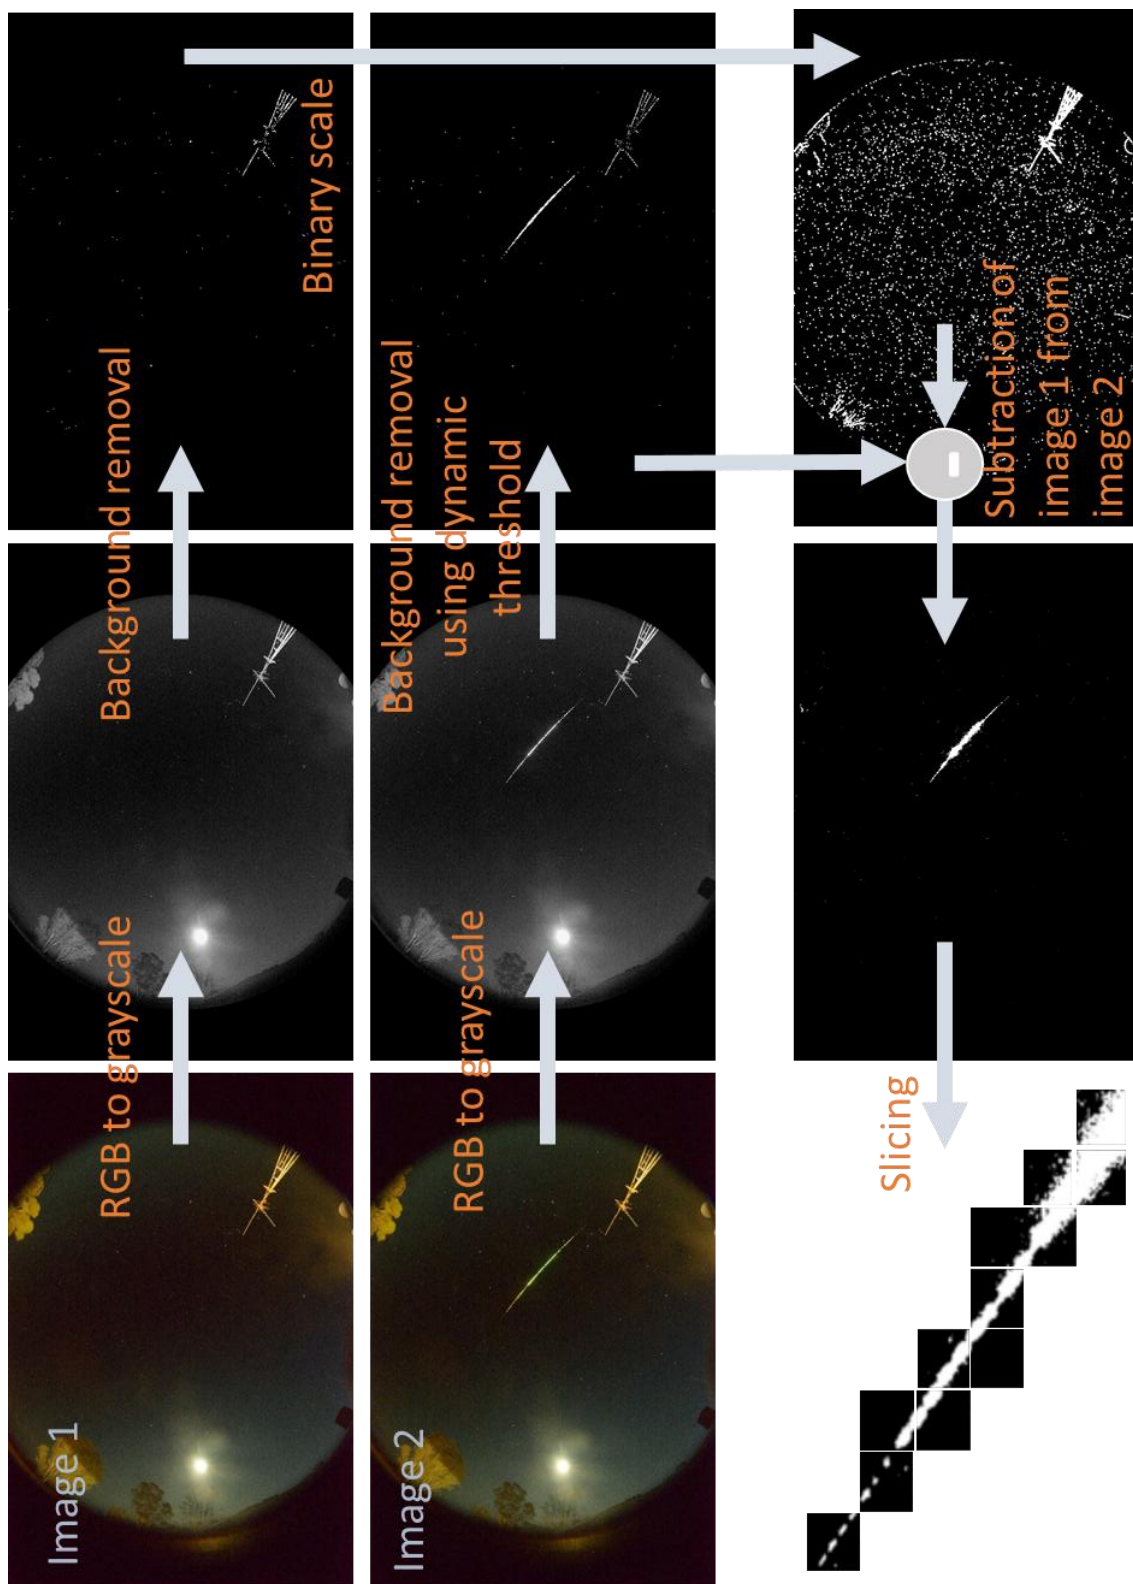 Image 1
RGB to grayscale
Background removal
Binary scale
Image 2
RGB to grayscale
Background removal
using dynamic
threshold
Subtraction of
image 1 from
image 2
Slicing